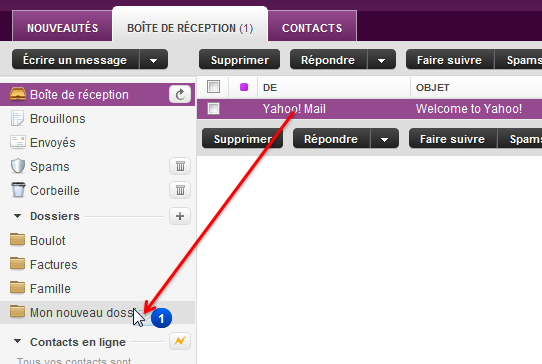 NOUVEAUTÉS BOÎTE DE RÉCEPTION (1) CONTACTS
Écrire un message Supprimer Répondre Faire suivre Spams
Boîte de réception DE OBJET
Brouillons Yahoo! Mail Welcome to Yahoo!
Envoyés Supprimer Répondre Faire suivre Spam
Spams
Corbeille
Dossiers
Boulot
Factures
Famille
Mon nouveau doss 1
Contacts en ligne
Tous vos contacts sont